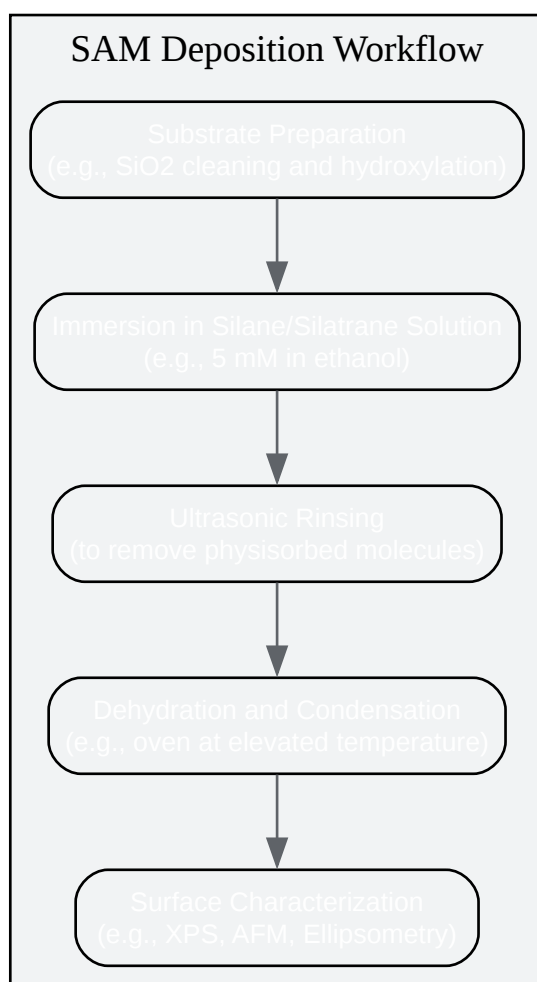 SAM Deposition Workflow
Substrate Preparation
(e.g., SiO2 cleaning and hydroxylation)
Immersion in Silane/Silatrane Solution
(e.g., 5 mM in ethanol)
Ultrasonic Rinsing
(to remove physisorbed molecules)
Dehydration and Condensation
(e.g., oven at elevated temperature)
Surface Characterization
(e.g., XPS, AFM, Ellipsometry)